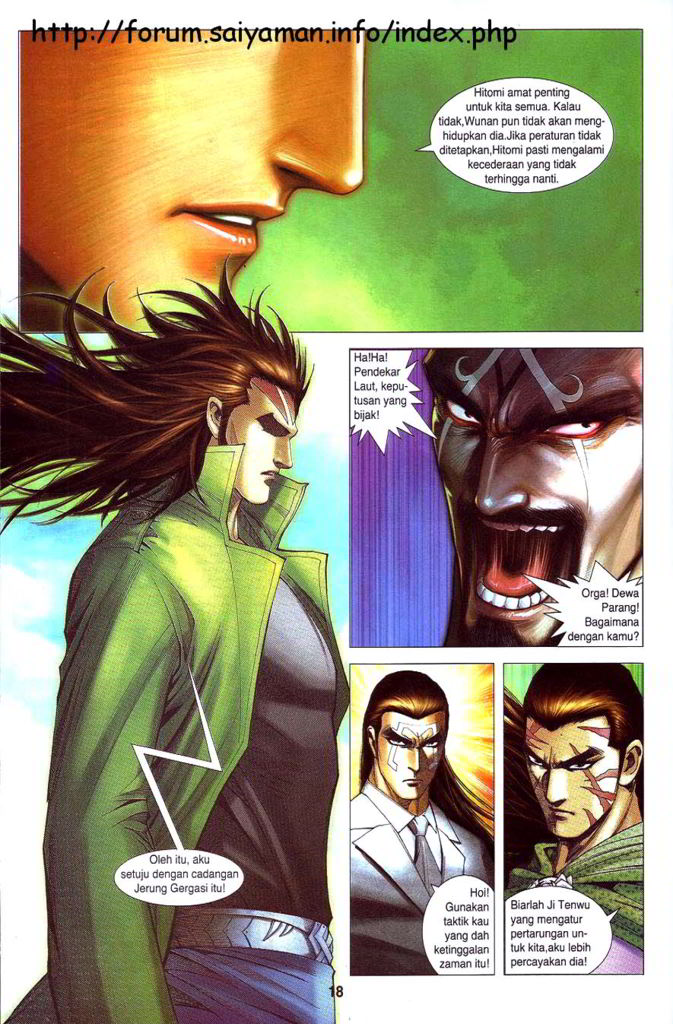 http://forum.saiyaman.info/index.php
Hitomi amat penting
untuk kita semua. Kalau
tidak,Wunan pun tidak akan meng-
hidupkan dia.Jika peraturan tidak
ditetapkan,Hitomi pasti mengalami
kecederaan yang tidak
terhingga nanti.
Ha!Ha!
Pendekar
Laut, kepu-
tusan yang
bijak!
Orga! Dewa
Parang!
Bagaimana
dengan kamu?
Oleh itu, aku
setuju dengan cadangan
Jerung Gergasi itu!
Hoi!
Gunakan
taktik kau
yang dah
ketinggalan
zaman itu!
Biarlah Ji Tenwu
yang mengatur
pertarungan un-
tuk kita,aku lebih
percayakan dia!
18